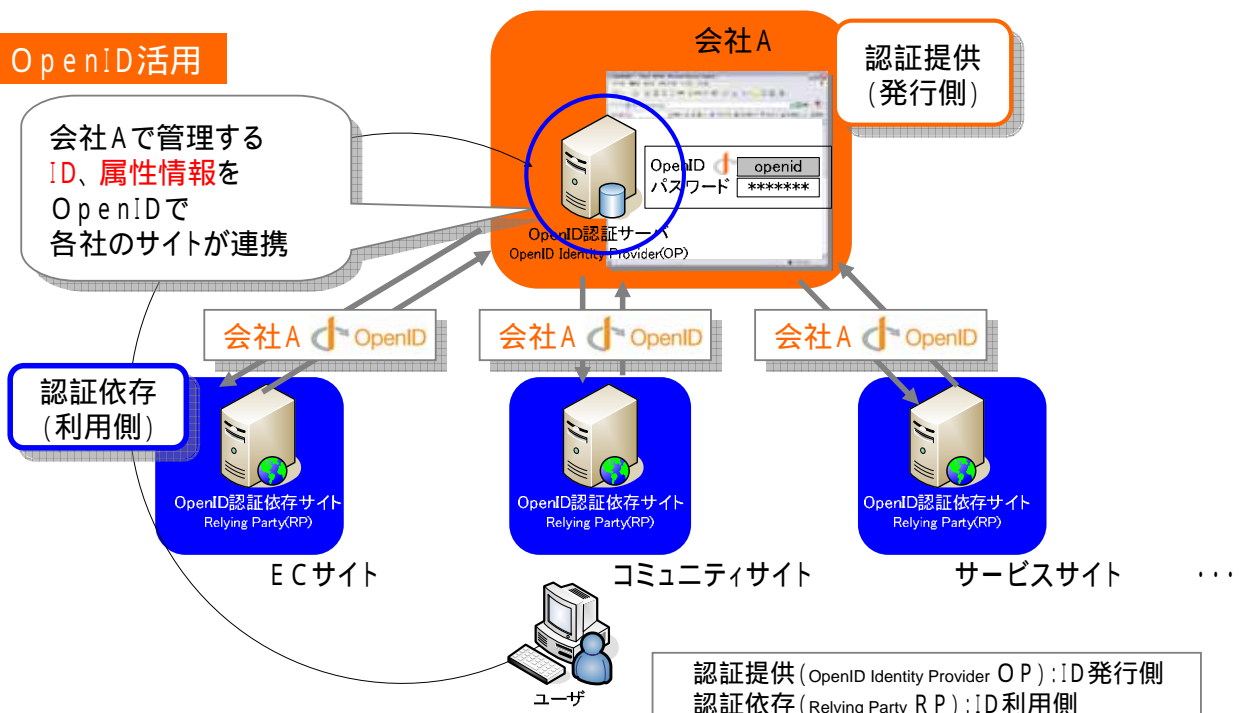 OpenID活用
会社A
認証提供
(発行側)
会社Aで管理する
ID、属性情報を
OpenIDで
各社のサイトが連携
OpenID openid
パスワード *******
OpenID認証サーバ
OpenID Identity Provider(OP)
会社A OpenID
会社A OpenID
会社A OpenID
認証依存
(利用側)
OpenID認証依存サイト
Relying Party(RP)
OpenID認証依存サイト
Relying Party(RP)
OpenID認証依存サイト
Relying Party(RP)
ECサイト
コミュニティサイト
サービスサイト
・・・
ユーザ
認証提供(OpenID Identity Provider OP):ID発行側
認証依存(Relying Party RP):ID利用側